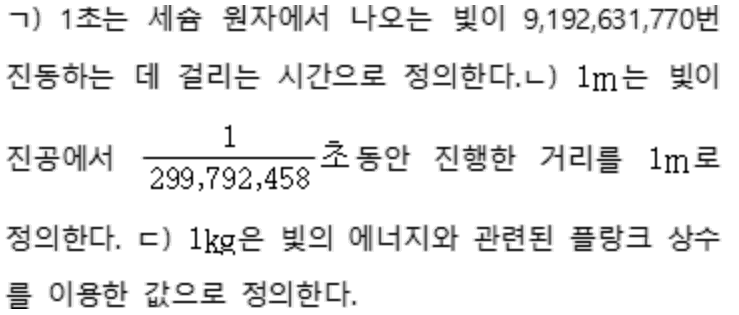 ㄱ) 1초는 세슘 원자에서 나오는 빛이 9,192,631,770번
진동하는 데 걸리는 시간으로 정의한다.ㄴ) 1m는 빛이
진공에서 1/299,792,458초동안 진행한 거리를 1m로
정의한다. ㄷ) 1kg은 빛의 에너지와 관련된 플랑크 상수
를 이용한 값으로 정의한다.